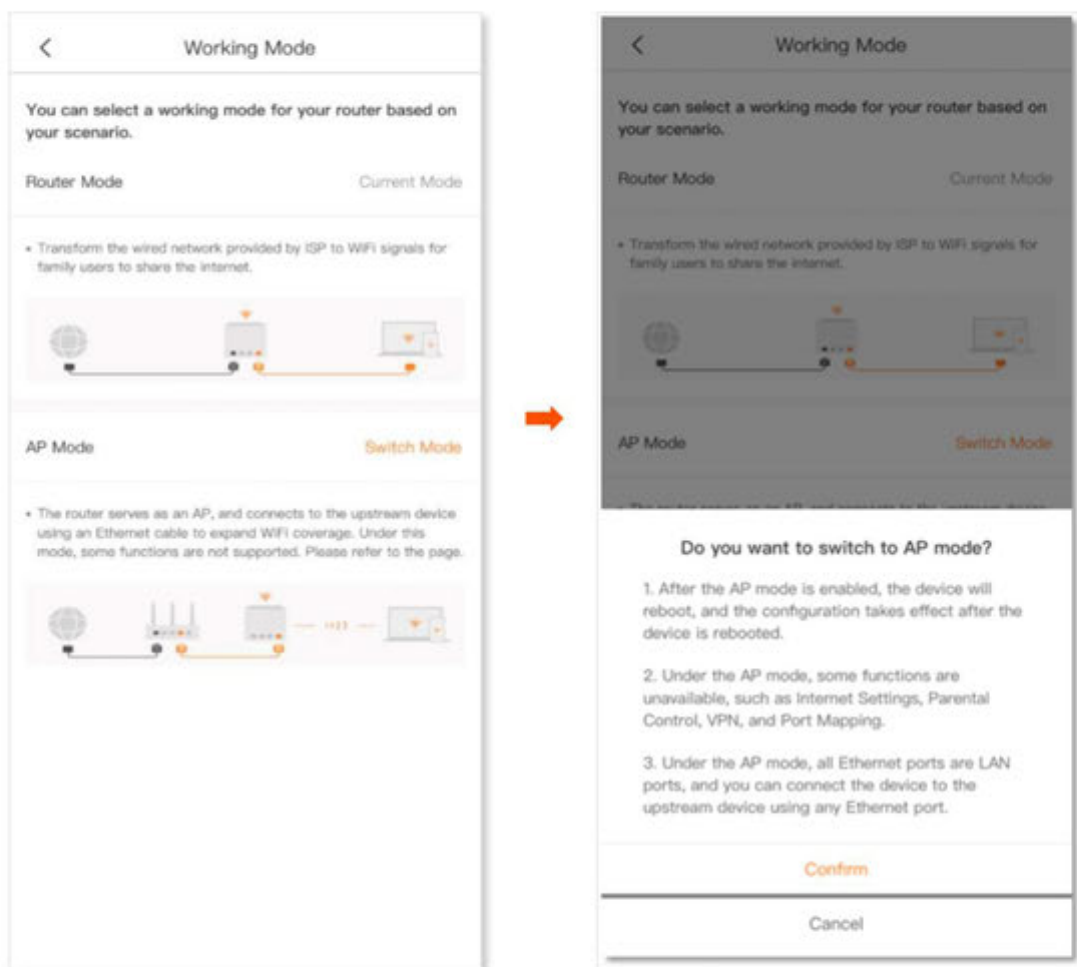 Working Mode
You can select a working mode for your router based on
your scenario.
Router Mode
Current Mode
• Transform the wired network provided by ISP to WiFi signals for
family users to share the internet.
AP Mode
Switch Mode
• The router serves as an AP, and connects to the upstream device
using an Ethernet cable to expand WiFi coverage. Under this
mode, some functions are not supported. Please refer to the page.
Working Mode
You can select a working mode for your router based on
your scenario.
Router Mode
Current Mode
• Transform the wired network provided by ISP to WiFi signals for
family users to share the internet.
AP Mode
Switch Mode
Do you want to switch to AP mode?
1. After the AP mode is enabled, the device will
reboot, and the configuration takes effect after the
device is rebooted.
2. Under the AP mode, some functions are
unavailable, such as Internet Settings, Parental
Control, VPN, and Port Mapping.
3. Under the AP mode, all Ethernet ports are LAN
ports, and you can connect the device to the
upstream device using any Ethernet port.
Confirm
Cancel